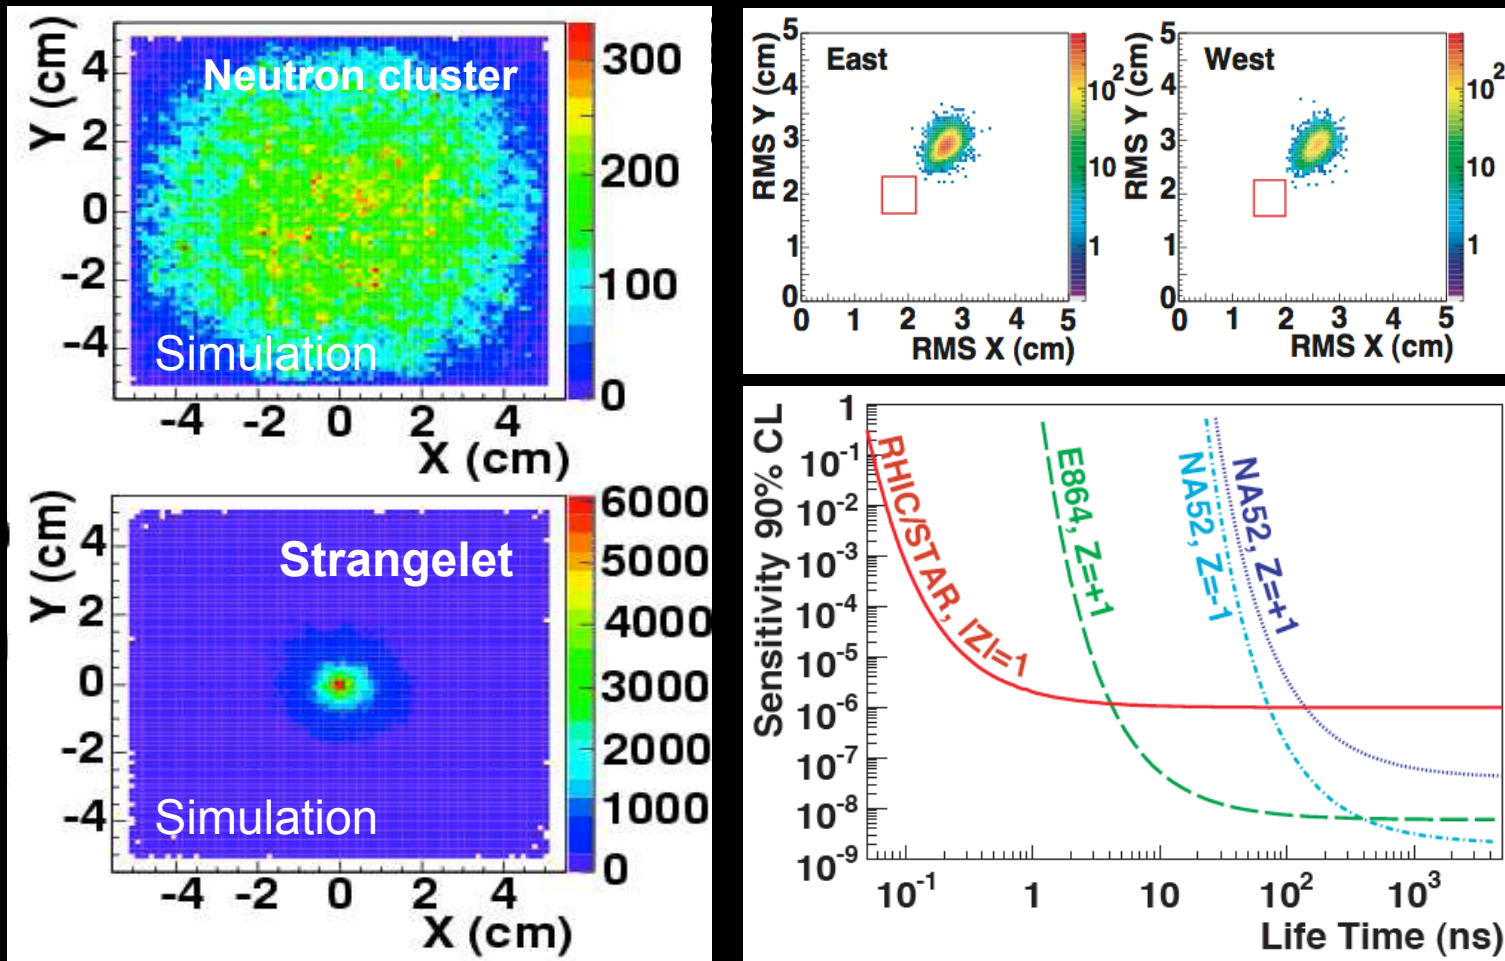 Neutron cluster
Simulation
Y (cm)
4
2
0
-2
-4
-4 -2 0 2 4
X (cm)
300
200
100
0
Strangelet
Simulation
Y (cm)
4
2
0
-2
-4
-4 -2 0 2 4
X (cm)
6000
5000
4000
3000
2000
1000
0
East
RMS Y (cm)
5
4
3
2
1
0
0 1 2 3 4 5
RMS X (cm)
10²
10
1
West
RMS Y (cm)
5
4
3
2
1
0
0 1 2 3 4 5
RMS X (cm)
10²
10
1
Sensitivity 90% CL
1
10⁻¹
10⁻²
10⁻³
10⁻⁴
10⁻⁵
10⁻⁶
10⁻⁷
10⁻⁸
10⁻⁹
RHIC/STAR, |Z|=1
E864, Z=+1
NA52, Z=-1
NA52, Z=+1
10⁻¹ 1 10 10² 10³
Life Time (ns)